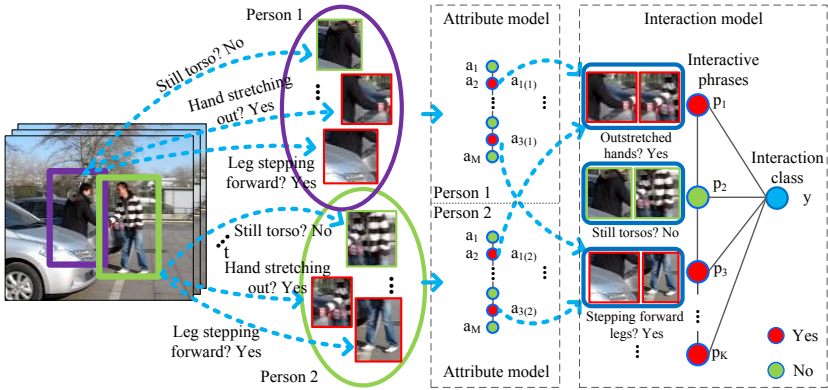 Person 1
Still torso? No
Hand stretching
out? Yes
Leg stepping
forward? Yes
t
Still torso? No
Hand stretching
out? Yes
Leg stepping
forward? Yes
Person 2
Attribute model
a1
a2
a1(1)
a3(1)
aM
Person 1
Person 2
a1
a2
a1(2)
a3(2)
aM
Attribute model
Interaction model
Interactive
phrases
p1
Outstretched
hands? Yes
p2
Still torsos? No
p3
Stepping forward
legs? Yes
pK
Interaction
class
y
Yes
No